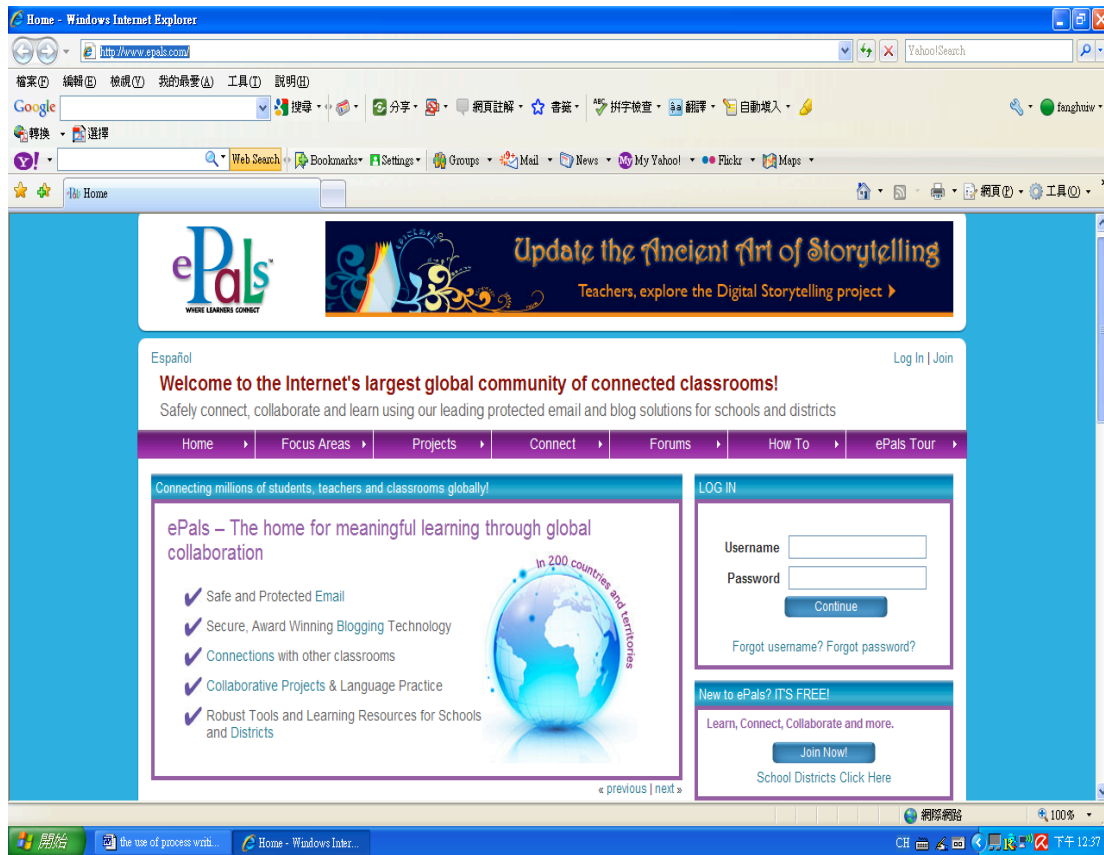 Home - Windows Internet Explorer
http://www.epals.com/
Yahoo! Search
檔案(F) 編輯(E) 檢視(V) 我的最愛(A) 工具(T) 說明(H)
Google 搜尋 分享 網頁註解 書籤 拼字檢查 翻譯 自動填入 fanghuiw
轉換 選擇
Y! Web Search Bookmarks Settings Groups Mail News My Yahoo! Flickr Maps
ePals Home 網頁(P) 工具(O)
ePals™
WHERE LEARNERS CONNECT
Update the Ancient Art of Storytelling
Teachers, explore the Digital Storytelling project
Español Log In | Join
Welcome to the Internet's largest global community of connected classrooms!
Safely connect, collaborate and learn using our leading protected email and blog solutions for schools and districts
Home Focus Areas Projects Connect Forums How To ePals Tour
Connecting millions of students, teachers and classrooms globally!
ePals – The home for meaningful learning through global
collaboration
In 200 countries and territories
Safe and Protected Email
Secure, Award Winning Blogging Technology
Connections with other classrooms
Collaborative Projects & Language Practice
Robust Tools and Learning Resources for Schools
and Districts
« previous | next »
LOG IN
Username
Password
Continue
Forgot username? Forgot password?
New to ePals? IT'S FREE!
Learn, Connect, Collaborate and more.
Join Now!
School Districts Click Here
網際網路 100%
開始 the use of process writi... Home - Windows Inter... CH 下午 12:37